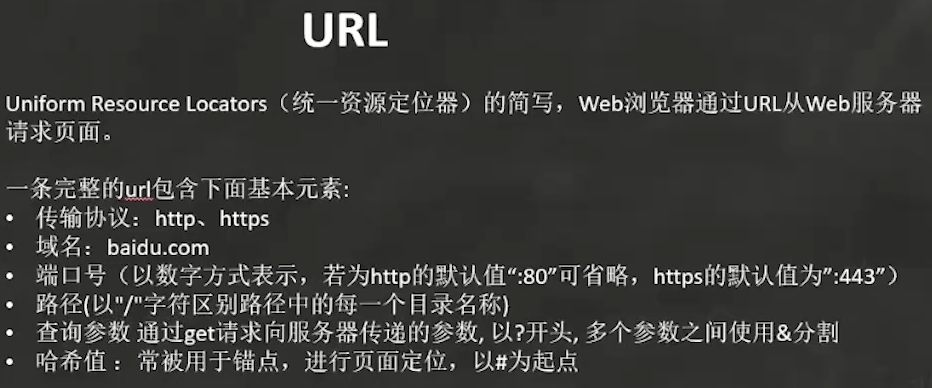 URL
Uniform Resource Locators（统一资源定位器）的简写，Web浏览器通过URL从Web服务器
请求页面。
一条完整的url包含下面基本元素:
• 传输协议：http、https
• 域名：baidu.com
• 端口号（以数字方式表示，若为http的默认值“:80”可省略，https的默认值为”:443”）
• 路径(以"/"字符区别路径中的每一个目录名称)
• 查询参数 通过get请求向服务器传递的参数, 以?开头, 多个参数之间使用&分割
• 哈希值 ：常被用于锚点，进行页面定位，以#为起点